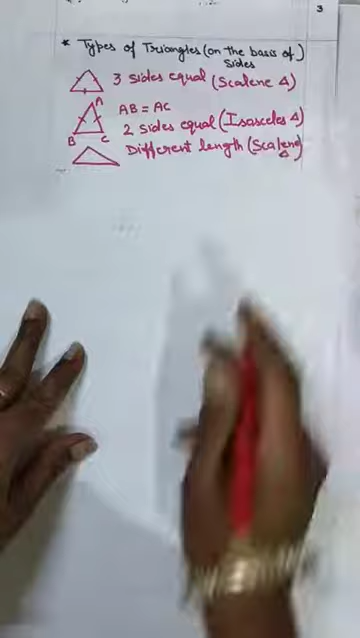 3
* Types of Triangles (on the basis of)
sides
3 sides equal (Scalene Δ)
A
AB = AC
2 sides equal (Isosceles Δ)
B C
Different length (Scalene
Δ)